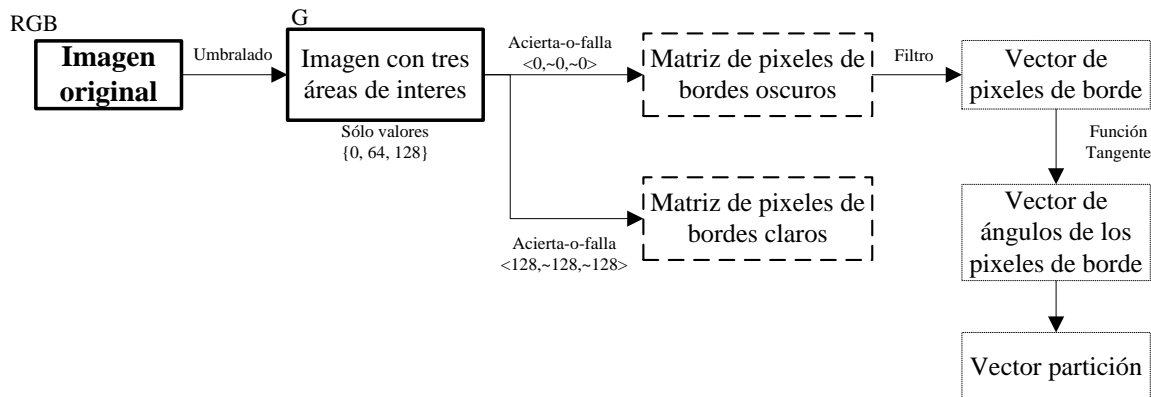 RGB
Imagen
original
Umbralado
G
Imagen con tres
áreas de interes
Sólo valores
{0, 64, 128}
Acierta-o-falla
<0,~0,~0>
Matriz de pixeles de
bordes oscuros
Filtro
Vector de
pixeles de borde
Función
Tangente
Acierta-o-falla
<128,~128,~128>
Matriz de pixeles de
bordes claros
Vector de
ángulos de los
pixeles de borde
Vector partición